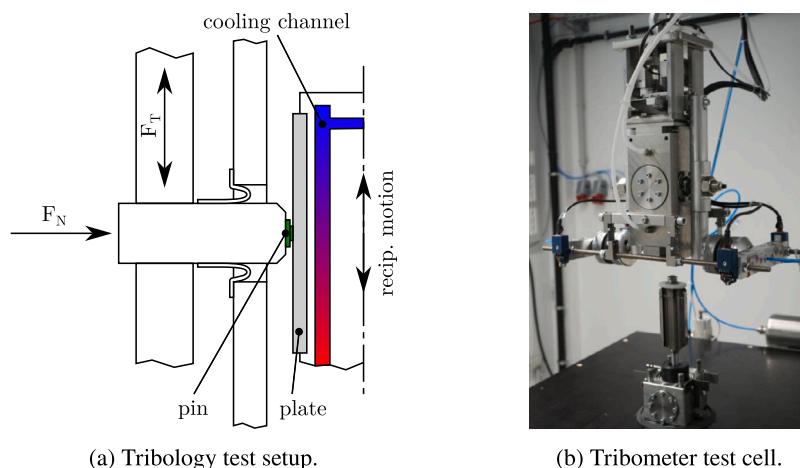 cooling channel
F_T
F_N
recip. motion
pin
plate
(a) Tribology test setup.
(b) Tribometer test cell.